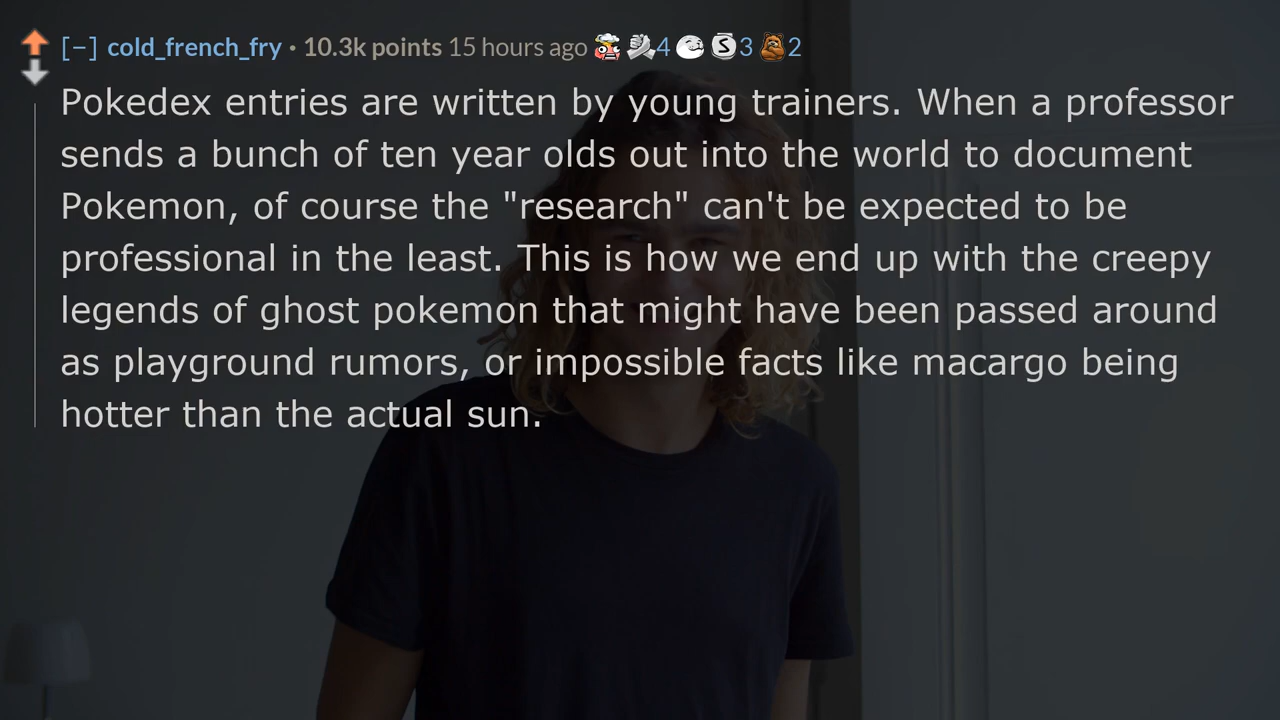 [−] cold_french_fry · 10.3k points 15 hours ago 4 S 3 2
Pokedex entries are written by young trainers. When a professor
sends a bunch of ten year olds out into the world to document
Pokemon, of course the "research" can't be expected to be
professional in the least. This is how we end up with the creepy
legends of ghost pokemon that might have been passed around
as playground rumors, or impossible facts like macargo being
hotter than the actual sun.